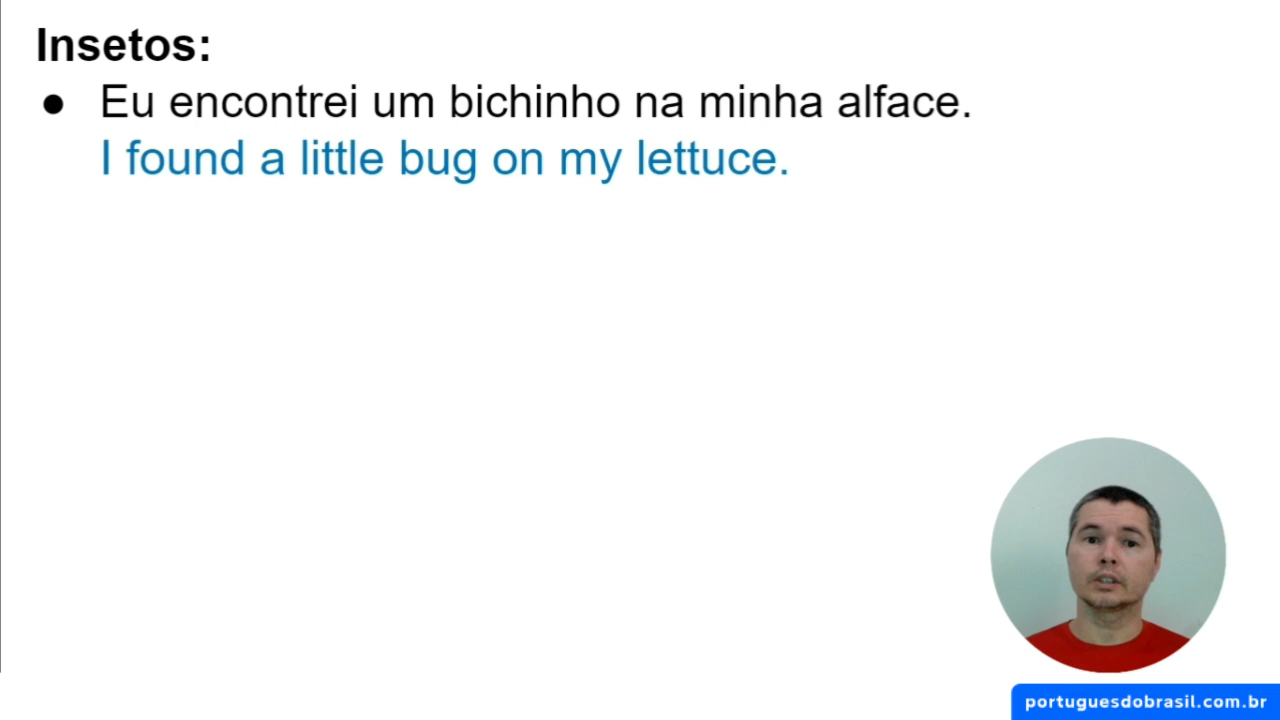 Insetos:
● Eu encontrei um bichinho na minha alface.
I found a little bug on my lettuce.
portuguesdobrasil.com.br